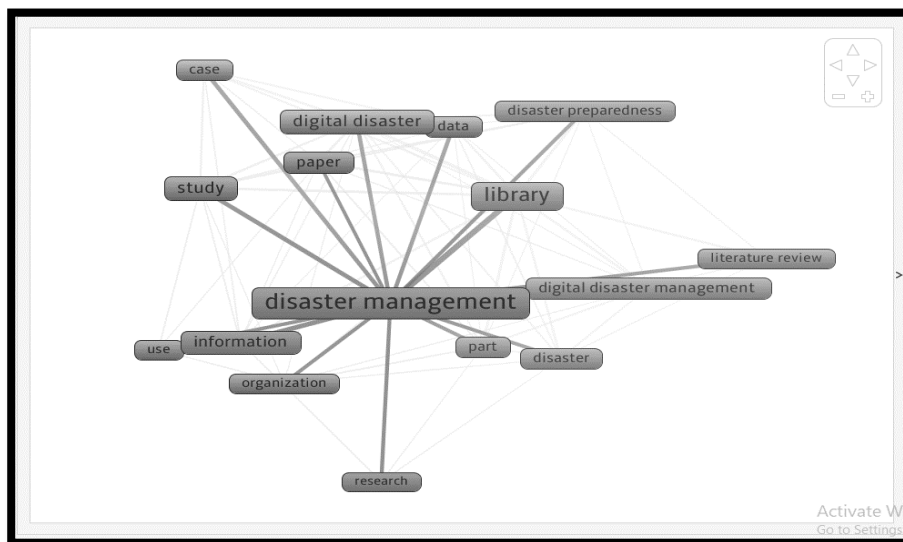 case
digital disaster
data
disaster preparedness
paper
study
library
literature review
digital disaster management
disaster management
information
use
part
disaster
organization
research
Activate W
Go to Settings